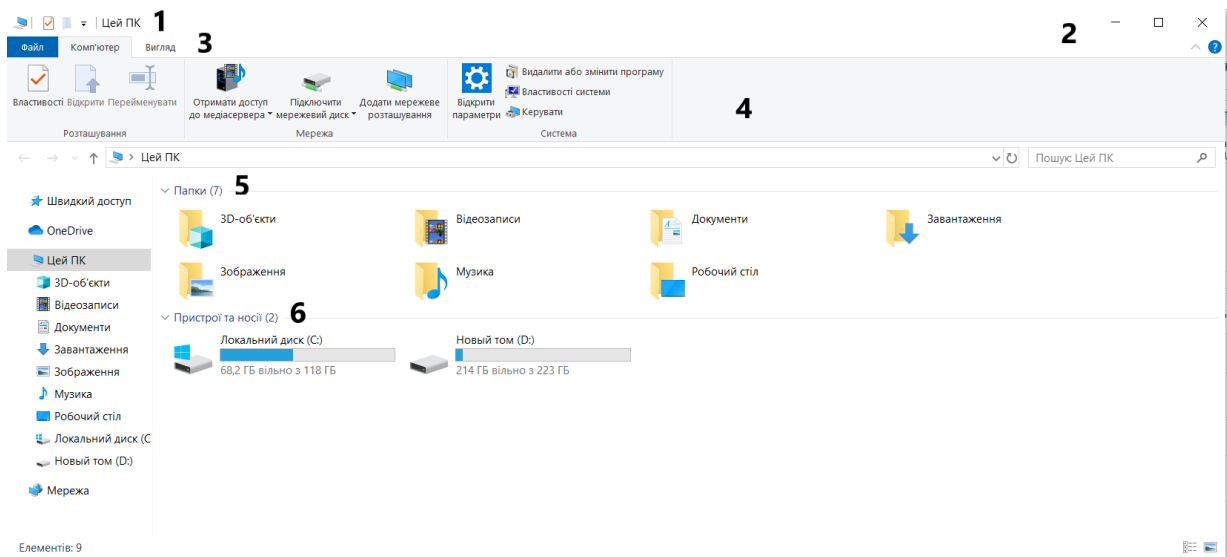 Цей ПК 1 2
Файл Комп'ютер Вигляд 3
Властивості Відкрити Перейменувати
Розташування
Отримати доступ до медіасервера
Підключити мережевий диск
Додати мережеве розташування
Мережа
Відкрити параметри
Видалити або змінити програму
Властивості системи
Керувати
Система
4
Цей ПК
Пошук: Цей ПК
Швидкий доступ
OneDrive
Цей ПК
3D-об'єкти
Відеозаписи
Документи
Завантаження
Зображення
Музика
Робочий стіл
Локальний диск (C
Новый том (D:)
Мережа
Папки (7) 5
3D-об'єкти Відеозаписи Документи Завантаження
Зображення Музика Робочий стіл
Пристрої та носії (2) 6
Локальний диск (C:)
68,2 ГБ вільно з 118 ГБ
Новый том (D:)
214 ГБ вільно з 223 ГБ
Елементів: 9